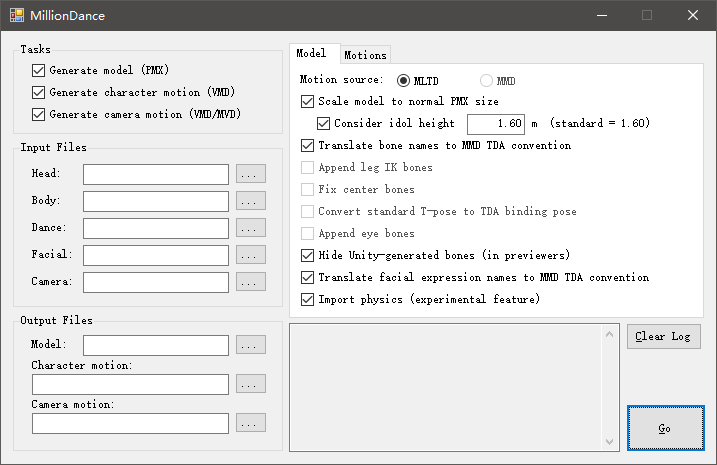 MillionDance
Tasks
Generate model (PMX)
Generate character motion (VMD)
Generate camera motion (VMD/MVD)
Input Files
Head:
...
Body:
...
Dance:
...
Facial:
...
Camera:
...
Output Files
Model:
...
Character motion:
...
Camera motion:
...
Model Motions
Motion source: MLTD MMD
Scale model to normal PMX size
Consider idol height 1.60 m (standard = 1.60)
Translate bone names to MMD TDA convention
Append leg IK bones
Fix center bones
Convert standard T-pose to TDA binding pose
Append eye bones
Hide Unity-generated bones (in previewers)
Translate facial expression names to MMD TDA convention
Import physics (experimental feature)
Clear Log
Go